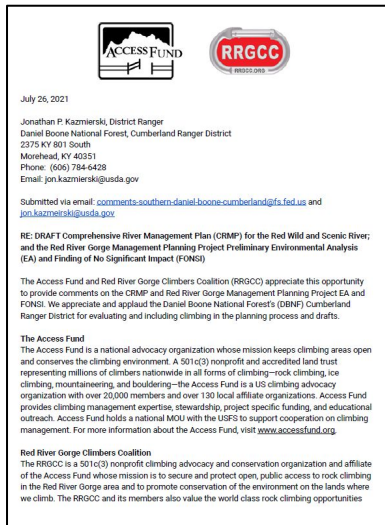 ACCESS FUND
RRGCC
RRGCC.ORG
July 26, 2021
Jonathan P. Kazmierski, District Ranger
Daniel Boone National Forest, Cumberland Ranger District
2375 KY 801 South
Morehead, KY 40351
Phone: (606) 784-6428
Email: jon.kazmierski@usda.gov
Submitted via email: comments-southern-daniel-boone-cumberland@fs.fed.us and
jon.kazmeirski@usda.gov
RE: DRAFT Comprehensive River Management Plan (CRMP) for the Red Wild and Scenic River;
and the Red River Gorge Management Planning Project Preliminary Environmental Analysis
(EA) and Finding of No Significant Impact (FONSI)
The Access Fund and Red River Gorge Climbers Coalition (RRGCC) appreciate this opportunity
to provide comments on the CRMP and Red River Gorge Management Planning Project EA and
FONSI. We appreciate and applaud the Daniel Boone National Forest's (DBNF) Cumberland
Ranger District for evaluating and including climbing in the planning process and drafts.
The Access Fund
The Access Fund is a national advocacy organization whose mission keeps climbing areas open
and conserves the climbing environment. A 501c(3) nonprofit and accredited land trust
representing millions of climbers nationwide in all forms of climbing—rock climbing, ice
climbing, mountaineering, and bouldering—the Access Fund is a US climbing advocacy
organization with over 20,000 members and over 130 local affiliate organizations. Access Fund
provides climbing management expertise, stewardship, project specific funding, and educational
outreach. Access Fund holds a national MOU with the USFS to support cooperation on climbing
management. For more information about the Access Fund, visit www.accessfund.org.
Red River Gorge Climbers Coalition
The RRGCC is a 501c(3) nonprofit climbing advocacy and conservation organization and affiliate
of the Access Fund whose mission is to secure and protect open, public access to rock climbing
in the Red River Gorge area and to promote conservation of the environment on the lands where
we climb. The RRGCC and its members also value the world class rock climbing opportunities